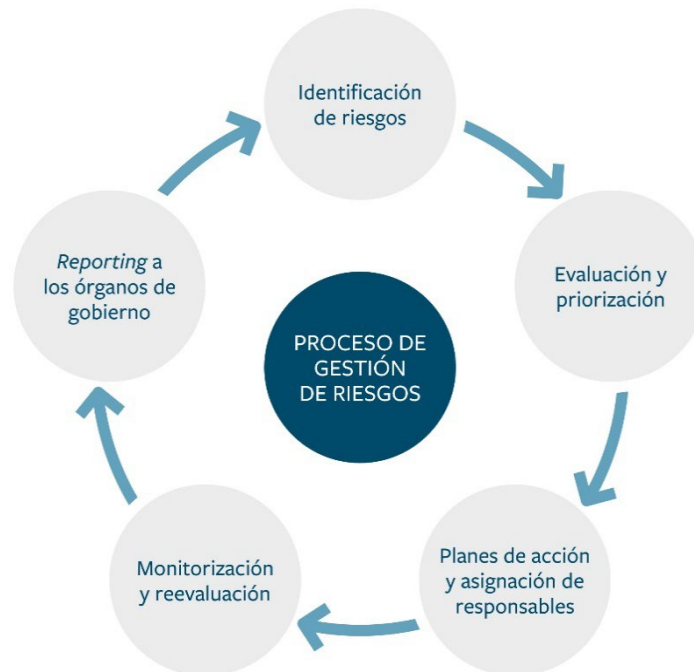 Identificación
de riesgos
Evaluación y
priorización
Planes de acción
y asignación de
responsables
Monitorización
y reevaluación
Reporting a
los órganos de
gobierno
PROCESO DE
GESTIÓN
DE RIESGOS